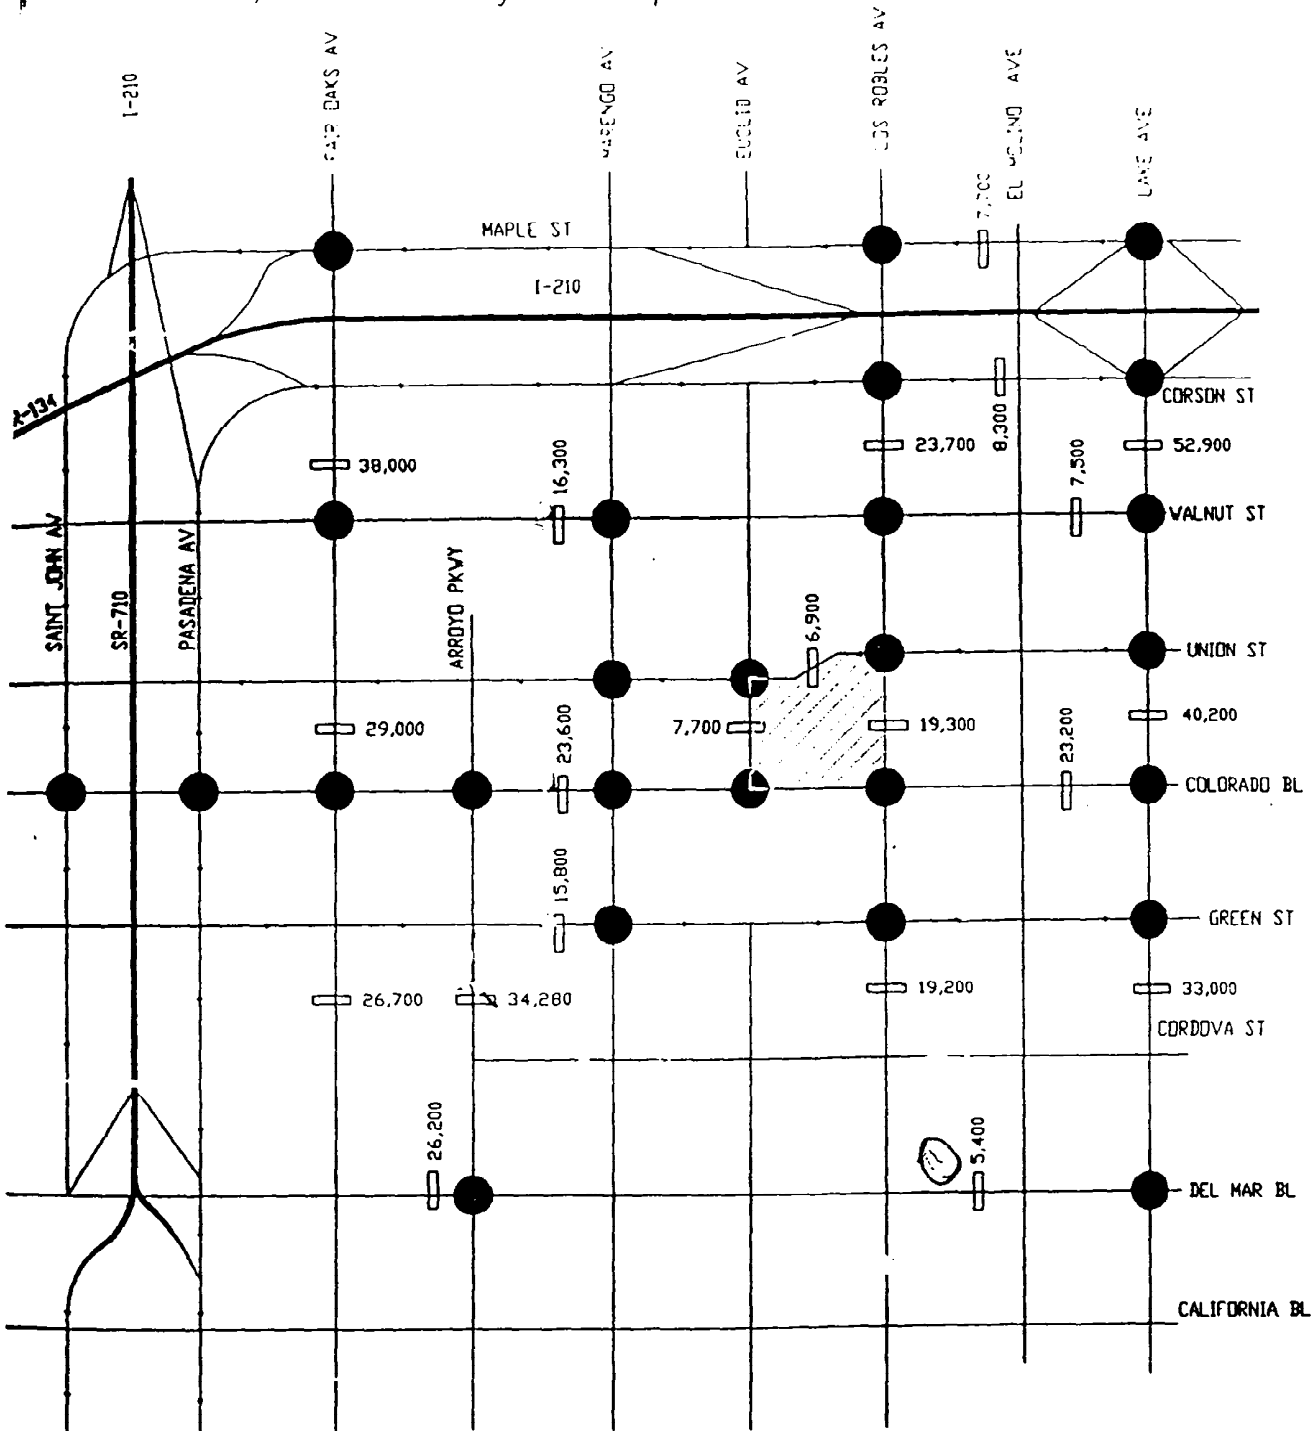 I-210
FAIR OAKS AV
MARENGO AV
EUCLID AV
LOS ROBLES AV
EL MOLINO AVE
LAKE AVE
MAPLE ST
7,700
I-210
CORSON ST
38,000
16,300
23,700
8,300
7,500
52,900
WALNUT ST
SAINT JOHN AV
SR-710
PASADENA AV
ARROYO PKWY
6,900
UNION ST
29,000
23,600
7,700
19,300
23,200
40,200
COLORADO BL
15,800
GREEN ST
26,700
34,280
19,200
33,000
CORDOVA ST
26,200
5,400
DEL MAR BL
CALIFORNIA BL